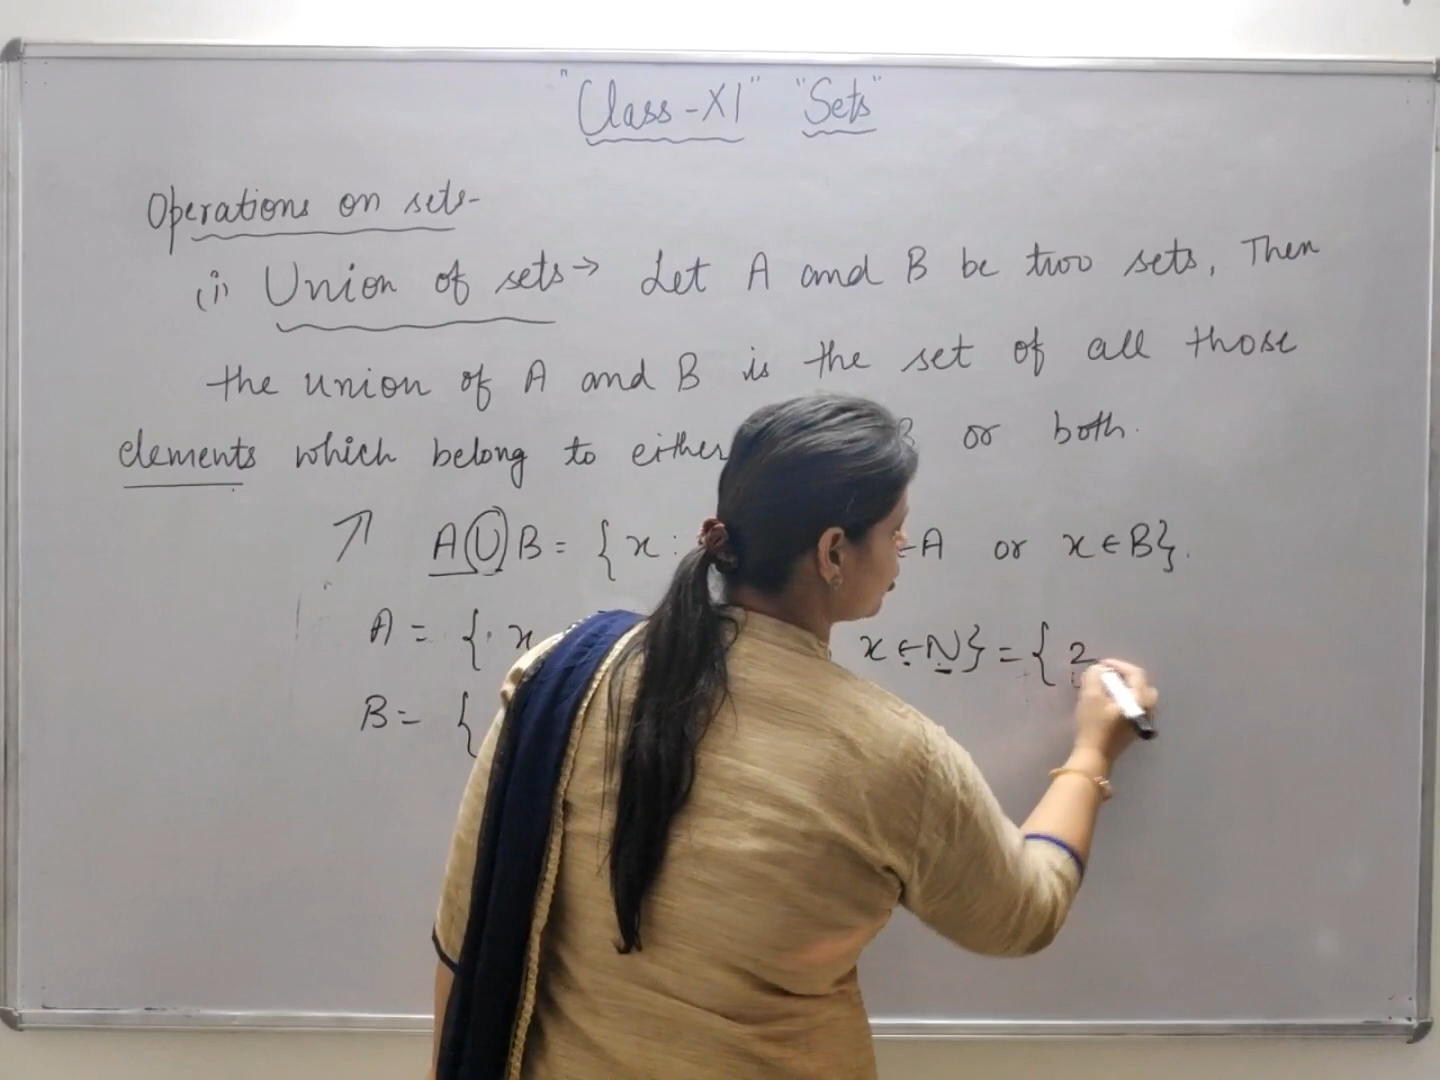 "Class-XI" "Sets"
Operations on sets-
(i) Union of sets→ Let A and B be two sets, Then
the union of A and B is the set of all those
elements which belong to either B or both.
A∪B = {x: ∈A or x∈B}.
A = {x x∈N} = {2
B = {